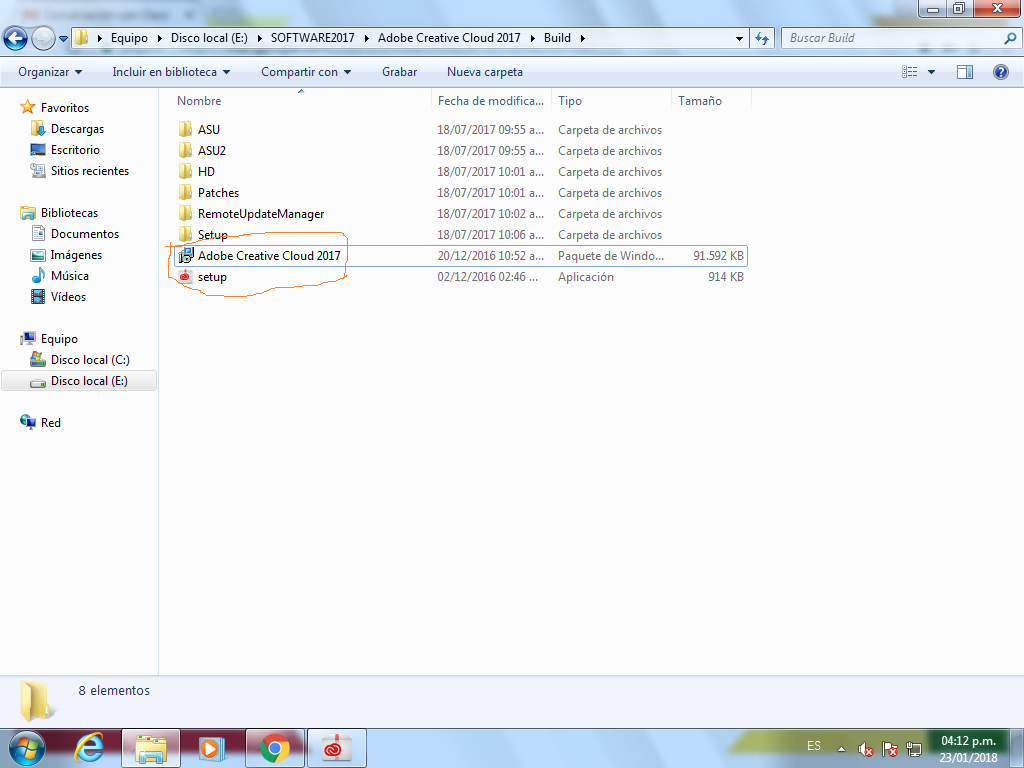 Equipo ▸ Disco local (E:) ▸ SOFTWARE2017 ▸ Adobe Creative Cloud 2017 ▸ Build ▸
Buscar Build
Organizar Incluir en biblioteca Compartir con Grabar Nueva carpeta
Nombre Fecha de modifica... Tipo Tamaño
ASU 18/07/2017 09:55 a... Carpeta de archivos
ASU2 18/07/2017 09:55 a... Carpeta de archivos
HD 18/07/2017 10:01 a... Carpeta de archivos
Patches 18/07/2017 10:01 a... Carpeta de archivos
RemoteUpdateManager 18/07/2017 10:02 a... Carpeta de archivos
Setup 18/07/2017 10:06 a... Carpeta de archivos
Adobe Creative Cloud 2017 20/12/2016 10:52 a... Paquete de Windo... 91.592 KB
setup 02/12/2016 02:46 ... Aplicación 914 KB
Favoritos
Descargas
Escritorio
Sitios recientes
Bibliotecas
Documentos
Imágenes
Música
Vídeos
Equipo
Disco local (C:)
Disco local (E:)
Red
8 elementos
ES
04:12 p.m.
23/01/2018